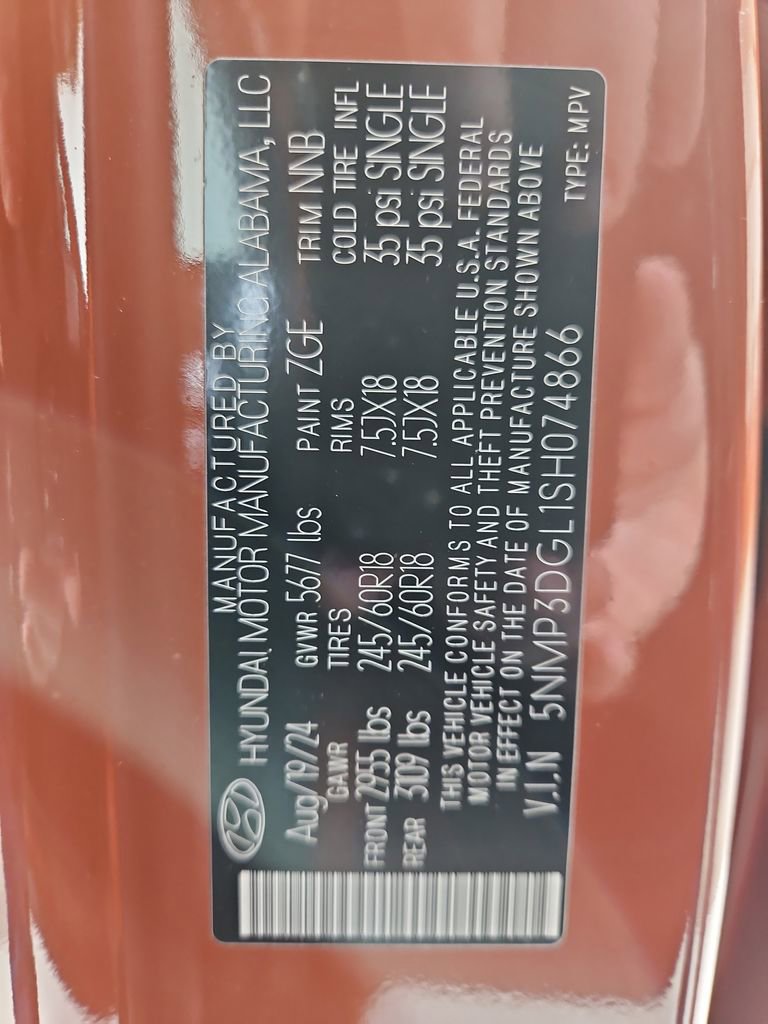 MANUFACTURED BY
HYUNDAI MOTOR MANUFACTURING ALABAMA, LLC
Aug/19/24 GVWR 5677 lbs PAINT ZGE TRIM NNB
GAWR TIRES RIMS COLD TIRE INFL
FRONT 2955 lbs 245/60R18 7.5JX18 35 psi SINGLE
REAR 3109 lbs 245/60R18 7.5JX18 35 psi SINGLE
THIS VEHICLE CONFORMS TO ALL APPLICABLE U.S.A. FEDERAL
MOTOR VEHICLE SAFETY AND THEFT PREVENTION STANDARDS
IN EFFECT ON THE DATE OF MANUFACTURE SHOWN ABOVE
V.I.N 5NMP3DGL1SH074866 TYPE: MPV